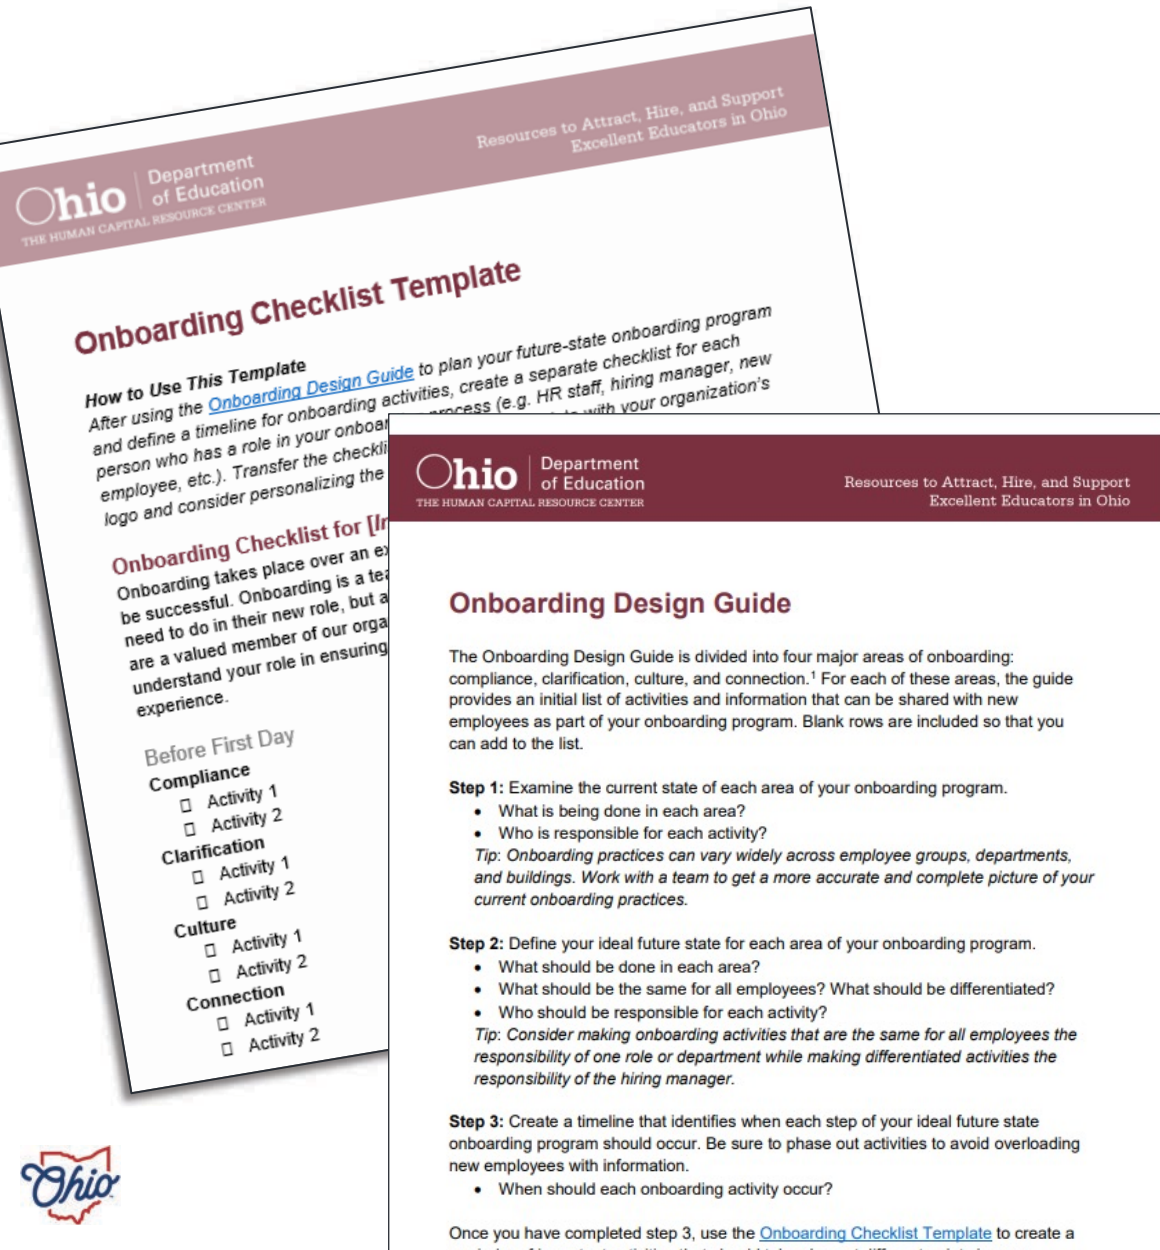 Resources to Attract, Hire, and Support
Excellent Educators in Ohio
Ohio
Department
of Education
THE HUMAN CAPITAL RESOURCE CENTER
Onboarding Checklist Template
How to Use This Template
After using the Onboarding Design Guide to plan your future-state onboarding program
and define a timeline for onboarding activities, create a separate checklist for each
person who has a role in your onboar process (e.g. HR staff, hiring manager, new
employee, etc.). Transfer the checkli with your organization's
logo and consider personalizing the
Onboarding Checklist for [In
Onboarding takes place over an ex
be successful. Onboarding is a tea
need to do in their new role, but a
are a valued member of our orga
understand your role in ensuring
experience.
Before First Day
Compliance
Activity 1
Activity 2
Clarification
Activity 1
Activity 2
Culture
Activity 1
Activity 2
Connection
Activity 1
Activity 2
Ohio
Ohio
Department
of Education
THE HUMAN CAPITAL RESOURCE CENTER
Resources to Attract, Hire, and Support
Excellent Educators in Ohio
Onboarding Design Guide
The Onboarding Design Guide is divided into four major areas of onboarding:
compliance, clarification, culture, and connection.¹ For each of these areas, the guide
provides an initial list of activities and information that can be shared with new
employees as part of your onboarding program. Blank rows are included so that you
can add to the list.
Step 1: Examine the current state of each area of your onboarding program.
• What is being done in each area?
• Who is responsible for each activity?
Tip: Onboarding practices can vary widely across employee groups, departments,
and buildings. Work with a team to get a more accurate and complete picture of your
current onboarding practices.
Step 2: Define your ideal future state for each area of your onboarding program.
• What should be done in each area?
• What should be the same for all employees? What should be differentiated?
• Who should be responsible for each activity?
Tip: Consider making onboarding activities that are the same for all employees the
responsibility of one role or department while making differentiated activities the
responsibility of the hiring manager.
Step 3: Create a timeline that identifies when each step of your ideal future state
onboarding program should occur. Be sure to phase out activities to avoid overloading
new employees with information.
• When should each onboarding activity occur?
Once you have completed step 3, use the Onboarding Checklist Template to create a